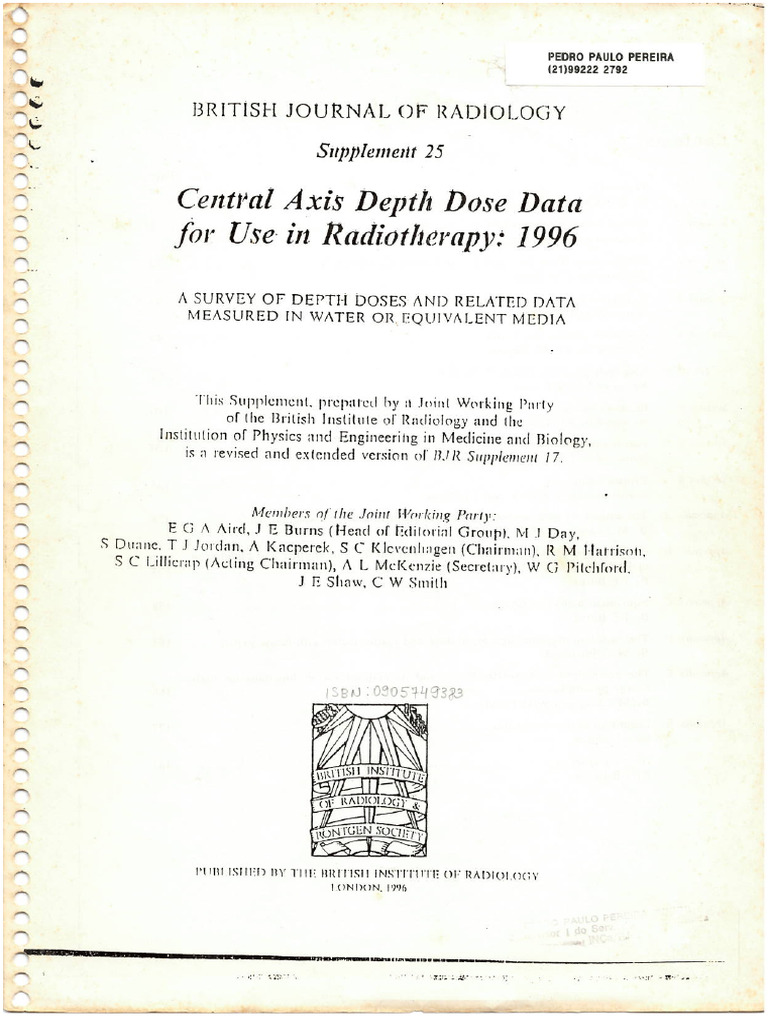 PEDRO PAULO PEREIRA
(21)99222 2792
BRITISH JOURNAL OF RADIOLOGY
Supplement 25
Central Axis Depth Dose Data
for Use in Radiotherapy: 1996
A SURVEY OF DEPTH DOSES AND RELATED DATA
MEASURED IN WATER OR EQUIVALENT MEDIA
This Supplement, prepared by a Joint Working Party
of the British Institute of Radiology and the
Institution of Physics and Engineering in Medicine and Biology,
is a revised and extended version of BJR Supplement 17.
Members of the Joint Working Party:
E G A Aird, J E Burns (Head of Editorial Group), M J Day,
S Duane, T J Jordan, A Kacperek, S C Klevenhagen (Chairman), R M Harrison,
S C Lillicrap (Acting Chairman), A L McKenzie (Secretary), W G Pitchford,
J E Shaw, C W Smith
ISBN:0905749383
BRITISH INSTITUTE
OF RADIOLOGY &
RÖNTGEN SOCIETY
PUBLISHED BY THE BRITISH INSTITUTE OF RADIOLOGY
LONDON, 1996
PAULO
do